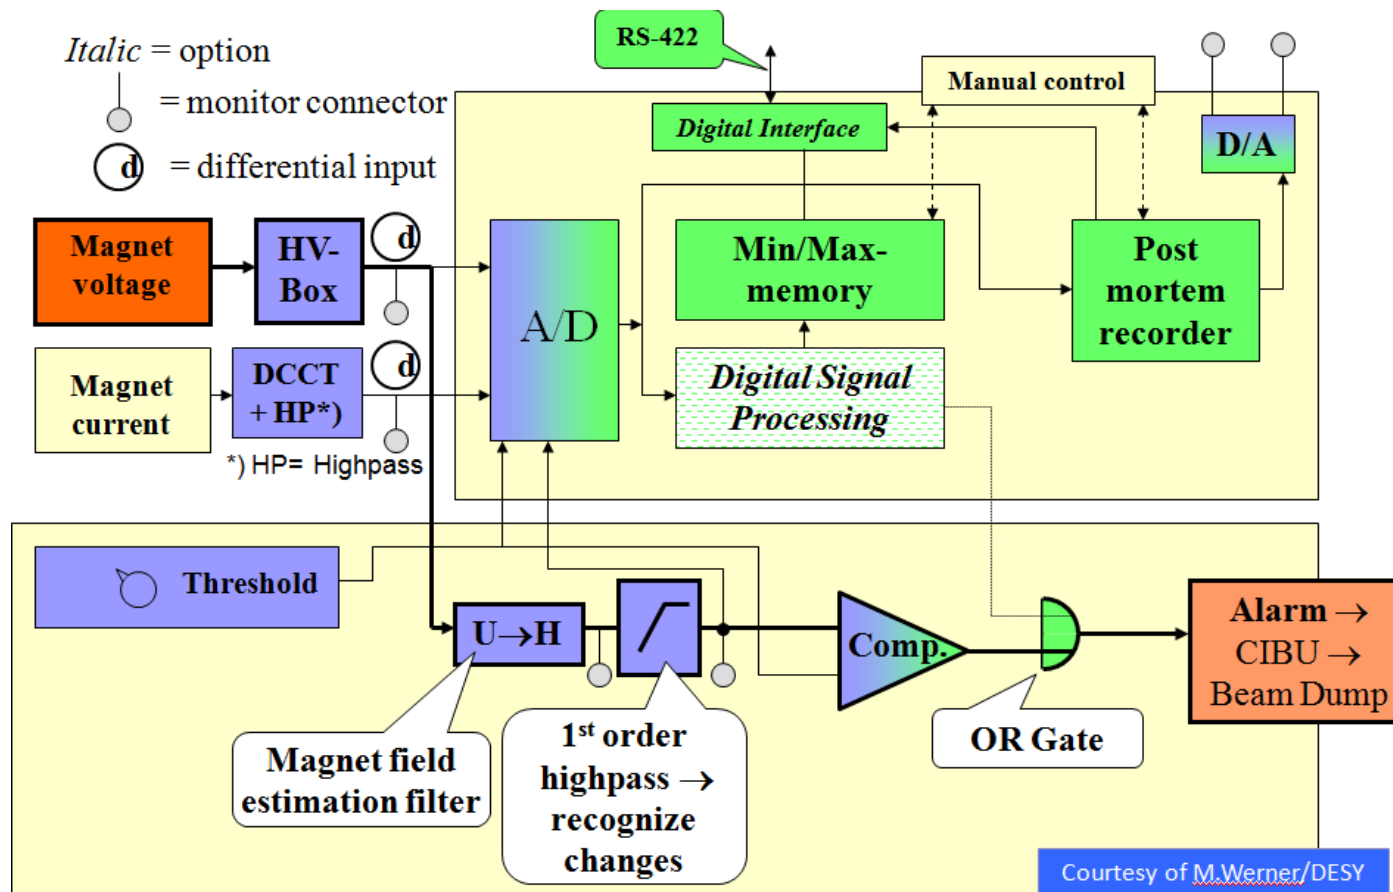 Italic = option
= monitor connector
d = differential input
RS-422
Manual control
Digital Interface
D/A
Magnet
voltage
HV-
Box
d
A/D
Min/Max-
memory
Post
mortem
recorder
Magnet
current
DCCT
+ HP*)
d
*) HP= Highpass
Digital Signal
Processing
Threshold
U→H
Comp.
Alarm →
CIBU →
Beam Dump
Magnet field
estimation filter
1st order
highpass →
recognize
changes
OR Gate
Courtesy of M.Werner/DESY